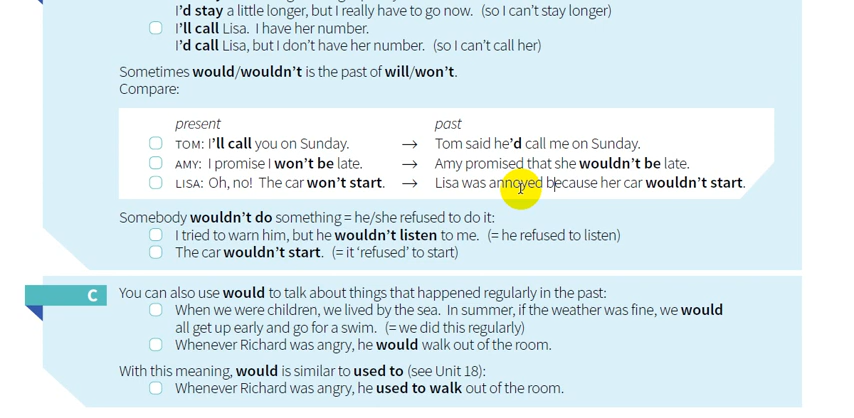 I'd stay a little longer, but I really have to go now. (so I can't stay longer)
I'll call Lisa. I have her number.
I'd call Lisa, but I don't have her number. (so I can't call her)
Sometimes would/wouldn't is the past of will/won't.
Compare:
present past
TOM: I'll call you on Sunday. → Tom said he'd call me on Sunday.
AMY: I promise I won't be late. → Amy promised that she wouldn't be late.
LISA: Oh, no! The car won't start. → Lisa was annoyed because her car wouldn't start.
Somebody wouldn't do something = he/she refused to do it:
I tried to warn him, but he wouldn't listen to me. (= he refused to listen)
The car wouldn't start. (= it 'refused' to start)
C You can also use would to talk about things that happened regularly in the past:
When we were children, we lived by the sea. In summer, if the weather was fine, we would
all get up early and go for a swim. (= we did this regularly)
Whenever Richard was angry, he would walk out of the room.
With this meaning, would is similar to used to (see Unit 18):
Whenever Richard was angry, he used to walk out of the room.